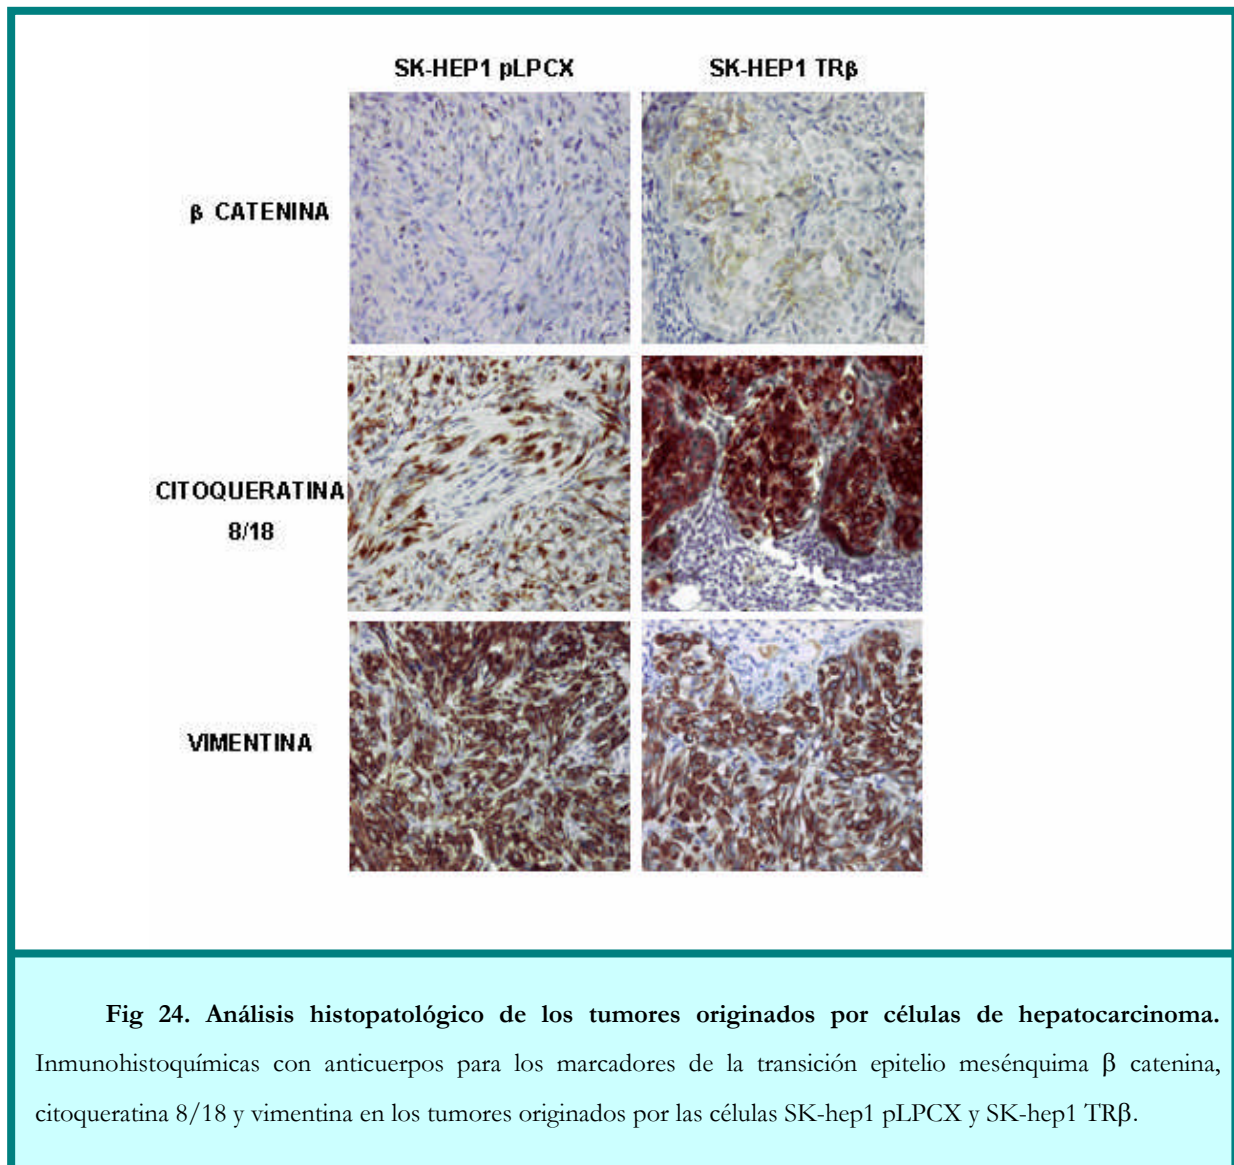 SK-HEP1 pLPCX SK-HEP1 TRβ
β CATENINA
CITOQUERATINA
8/18
VIMENTINA
Fig 24. Análisis histopatológico de los tumores originados por células de hepatocarcinoma.
Inmunohistoquímicas con anticuerpos para los marcadores de la transición epitelio mesénquima β catenina,
citoqueratina 8/18 y vimentina en los tumores originados por las células SK-hep1 pLPCX y SK-hep1 TRβ.